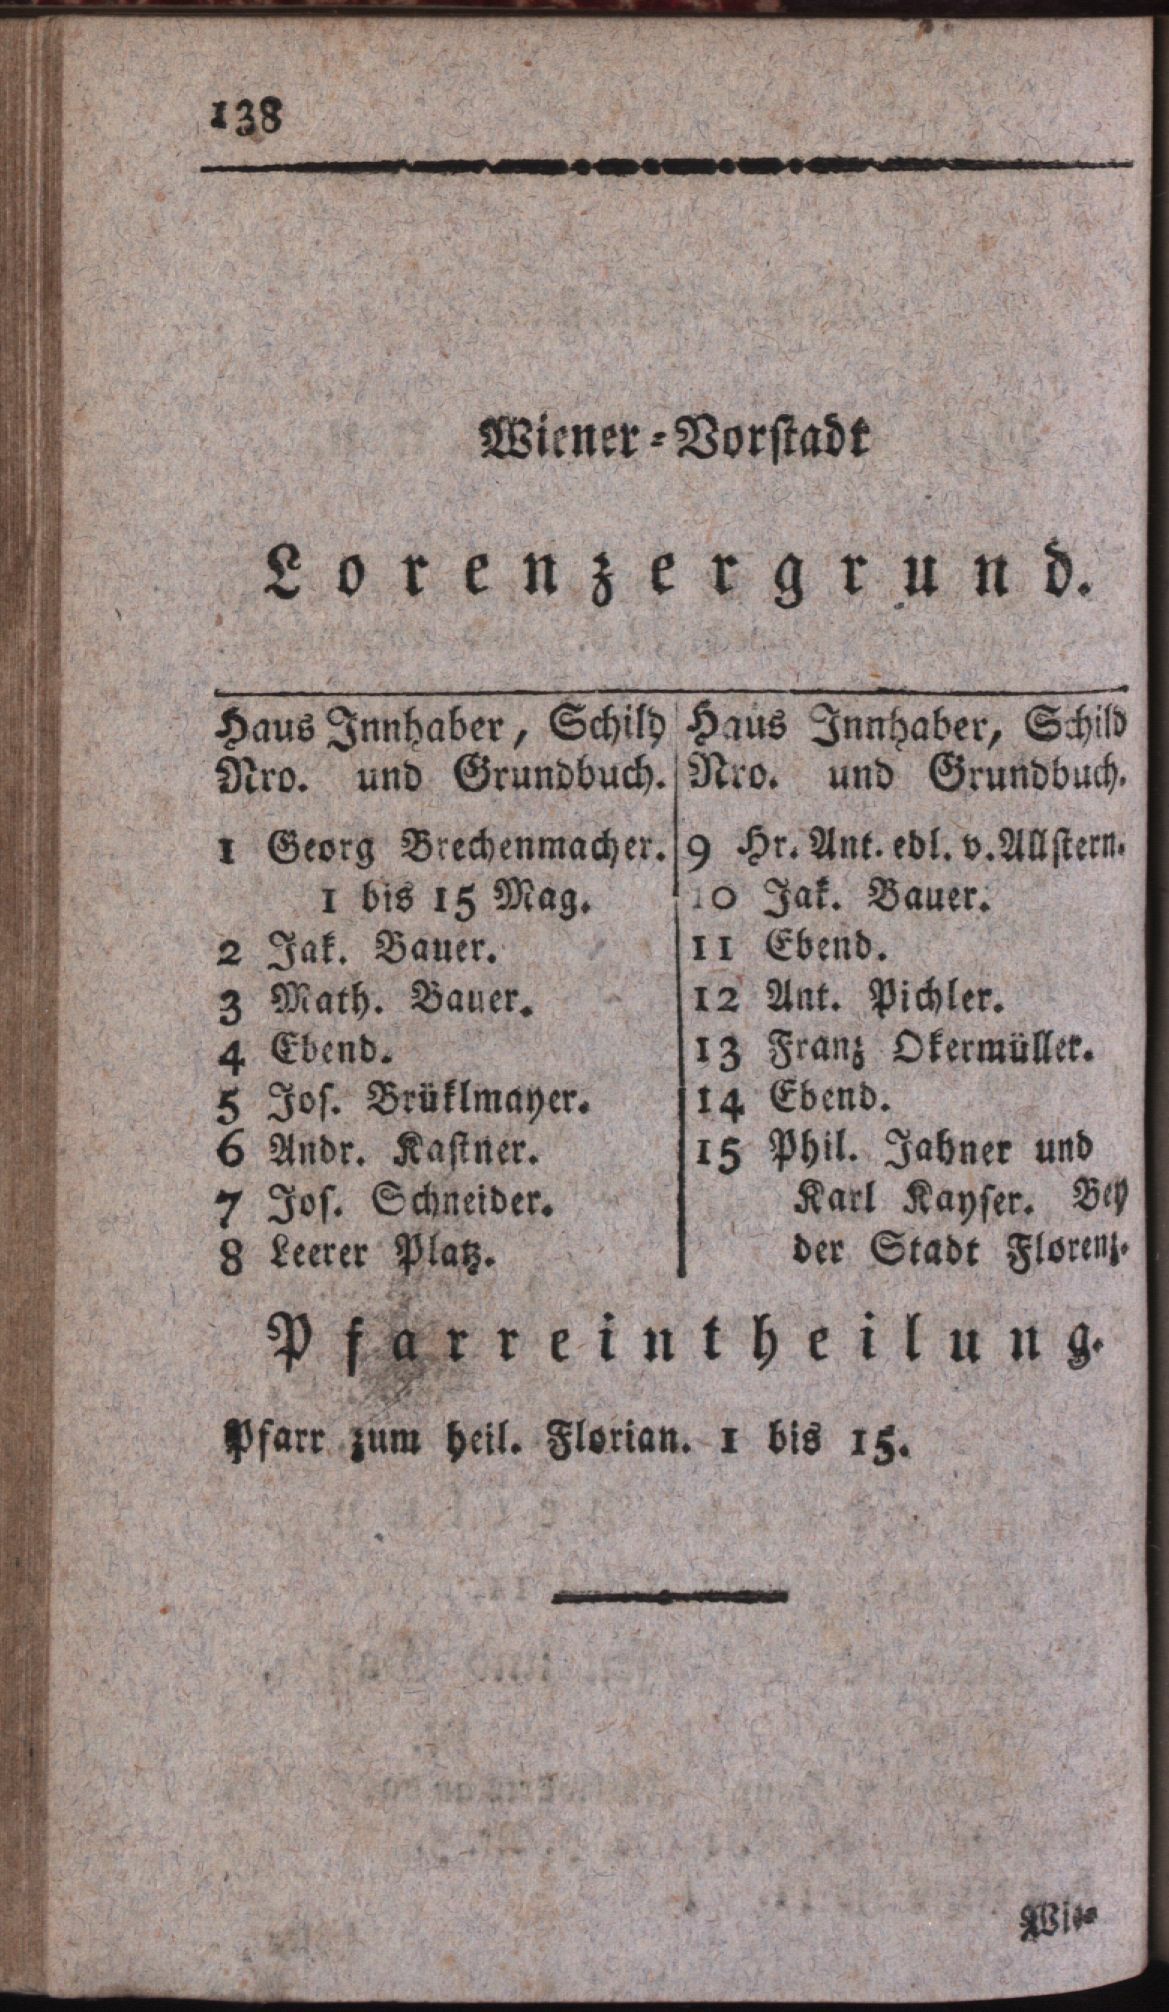 138
Wiener-Vorstadt
Lorenzergrund.
Haus Innhaber, Schild
Nro. und Grundbuch.
1 Georg Brechenmacher.
1 bis 15 Mag.
2 Jak. Bauer.
3 Math. Bauer.
4 Ebend.
5 Jos. Brüklmayer.
6 Andr. Kastner.
7 Jos. Schneider.
8 Leerer Platz.
Haus Innhaber, Schild
Nro. und Grundbuch.
9 Hr. Ant. edl. v. Allstern.
10 Jak. Bauer.
11 Ebend.
12 Ant. Pichler.
13 Franz Okermüller.
14 Ebend.
15 Phil. Jahner und
Karl Kayser. Bey
der Stadt Florenz.
Pfarreintheilung.
Pfarr zum heil. Florian. 1 bis 15.